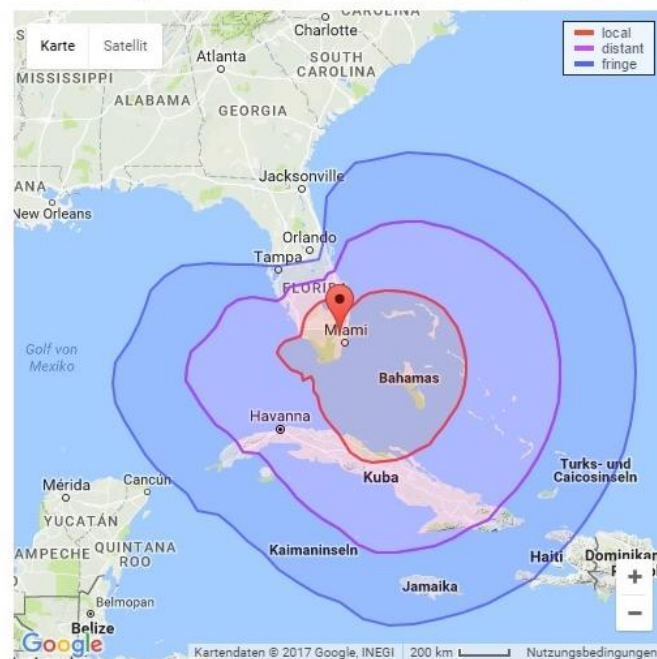 Karte Satellit
local
distant
fringe
Charlotte
Atlanta
SOUTH
CAROLINA
MISSISSIPPI
ALABAMA
GEORGIA
ANA
Jacksonville
New Orleans
Orlando
Tampa
FLORIDA
Miami
Golf von
Mexiko
Bahamas
Havanna
Turks- und
Caicosinseln
Kuba
Cancún
Mérida
YUCATÁN
AMPECHE QUINTANA
ROO
Kaimaninseln
Haiti Dominikan
Jamaika
+
−
Belmopan
Belize
Google
Kartendaten © 2017 Google, INEGI 200 km Nutzungsbedingungen